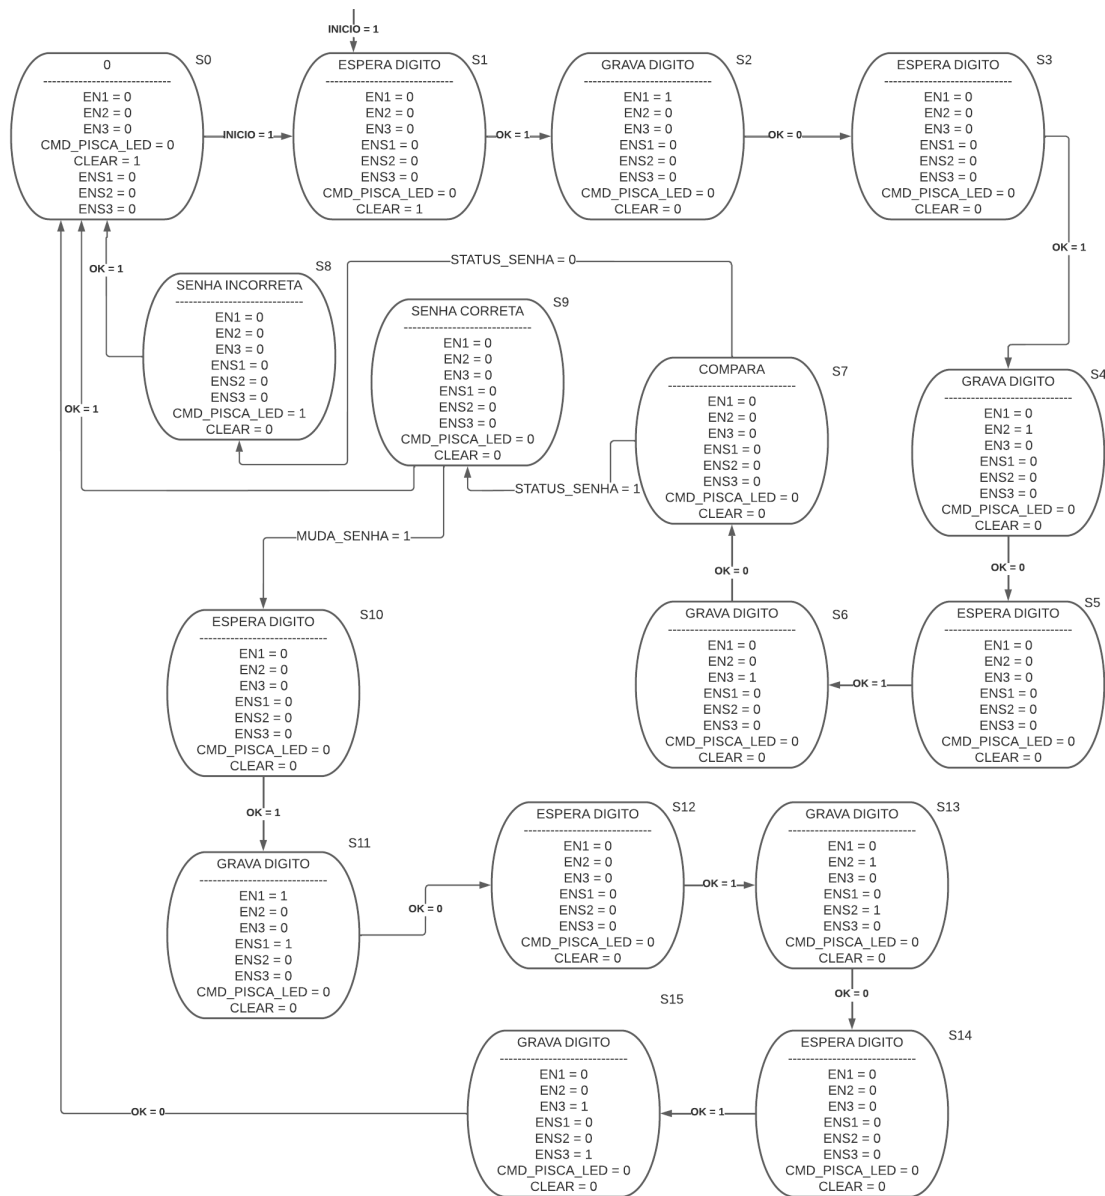 INICIO = 1
0
S0
------------------------------
EN1 = 0
EN2 = 0
EN3 = 0
CMD_PISCA_LED = 0
CLEAR = 1
ENS1 = 0
ENS2 = 0
ENS3 = 0
INICIO = 1
ESPERA DIGITO
S1
------------------------------
EN1 = 0
EN2 = 0
EN3 = 0
ENS1 = 0
ENS2 = 0
ENS3 = 0
CMD_PISCA_LED = 0
CLEAR = 1
OK = 1
GRAVA DIGITO
S2
------------------------------
EN1 = 1
EN2 = 0
EN3 = 0
ENS1 = 0
ENS2 = 0
ENS3 = 0
CMD_PISCA_LED = 0
CLEAR = 0
OK = 0
ESPERA DIGITO
S3
------------------------------
EN1 = 0
EN2 = 0
EN3 = 0
ENS1 = 0
ENS2 = 0
ENS3 = 0
CMD_PISCA_LED = 0
CLEAR = 0
OK = 1
OK = 1
SENHA INCORRETA
S8
------------------------------
EN1 = 0
EN2 = 0
EN3 = 0
ENS1 = 0
ENS2 = 0
ENS3 = 0
CMD_PISCA_LED = 1
CLEAR = 0
STATUS_SENHA = 0
OK = 1
SENHA CORRETA
S9
------------------------------
EN1 = 0
EN2 = 0
EN3 = 0
ENS1 = 0
ENS2 = 0
ENS3 = 0
CMD_PISCA_LED = 0
CLEAR = 0
STATUS_SENHA = 1
COMPARA
S7
------------------------------
EN1 = 0
EN2 = 0
EN3 = 0
ENS1 = 0
ENS2 = 0
ENS3 = 0
CMD_PISCA_LED = 0
CLEAR = 0
GRAVA DIGITO
S4
------------------------------
EN1 = 0
EN2 = 1
EN3 = 0
ENS1 = 0
ENS2 = 0
ENS3 = 0
CMD_PISCA_LED = 0
CLEAR = 0
MUDA_SENHA = 1
OK = 0
OK = 0
ESPERA DIGITO
S10
------------------------------
EN1 = 0
EN2 = 0
EN3 = 0
ENS1 = 0
ENS2 = 0
ENS3 = 0
CMD_PISCA_LED = 0
CLEAR = 0
GRAVA DIGITO
S6
------------------------------
EN1 = 0
EN2 = 0
EN3 = 1
ENS1 = 0
ENS2 = 0
ENS3 = 0
CMD_PISCA_LED = 0
CLEAR = 0
OK = 1
ESPERA DIGITO
S5
------------------------------
EN1 = 0
EN2 = 0
EN3 = 0
ENS1 = 0
ENS2 = 0
ENS3 = 0
CMD_PISCA_LED = 0
CLEAR = 0
OK = 1
GRAVA DIGITO
S11
------------------------------
EN1 = 1
EN2 = 0
EN3 = 0
ENS1 = 1
ENS2 = 0
ENS3 = 0
CMD_PISCA_LED = 0
CLEAR = 0
OK = 0
ESPERA DIGITO
S12
------------------------------
EN1 = 0
EN2 = 0
EN3 = 0
ENS1 = 0
ENS2 = 0
ENS3 = 0
CMD_PISCA_LED = 0
CLEAR = 0
OK = 1
GRAVA DIGITO
S13
------------------------------
EN1 = 0
EN2 = 1
EN3 = 0
ENS1 = 0
ENS2 = 1
ENS3 = 0
CMD_PISCA_LED = 0
CLEAR = 0
OK = 0
S15
GRAVA DIGITO
------------------------------
EN1 = 0
EN2 = 0
EN3 = 1
ENS1 = 0
ENS2 = 0
ENS3 = 1
CMD_PISCA_LED = 0
CLEAR = 0
OK = 0
OK = 1
ESPERA DIGITO
S14
------------------------------
EN1 = 0
EN2 = 0
EN3 = 0
ENS1 = 0
ENS2 = 0
ENS3 = 0
CMD_PISCA_LED = 0
CLEAR = 0